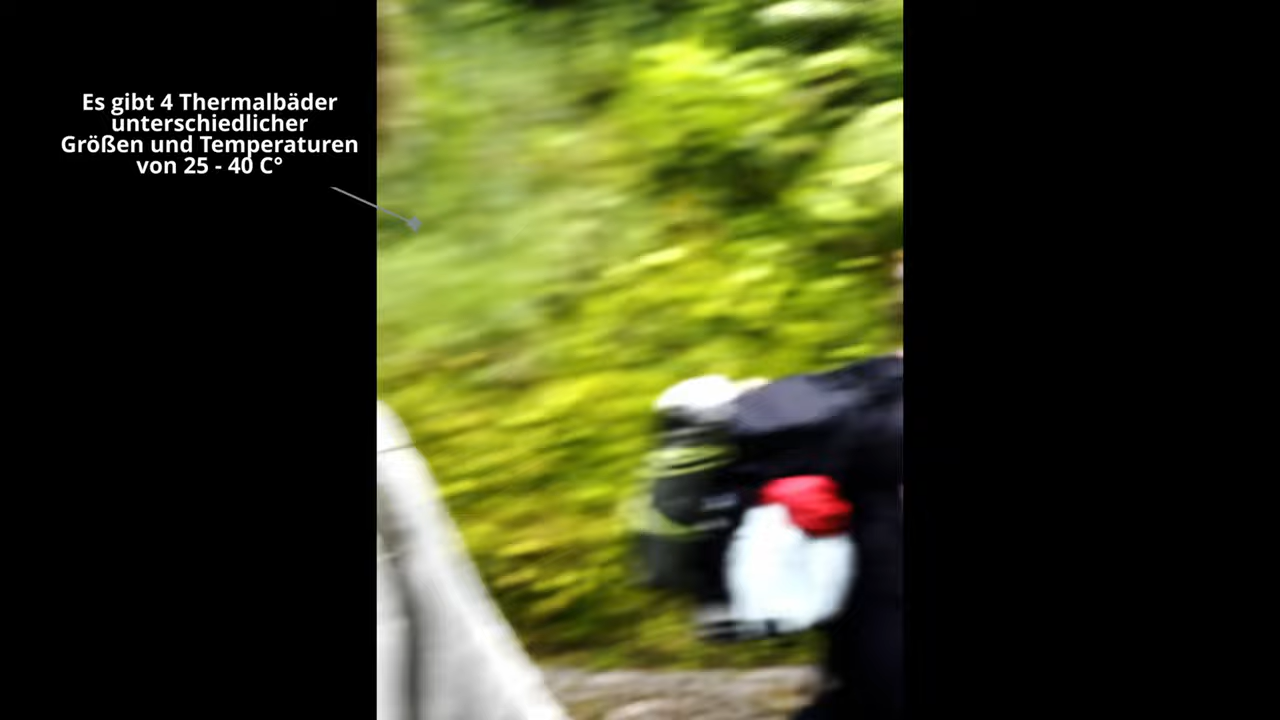 Es gibt 4 Thermalbäder
unterschiedlicher
Größen und Temperaturen
von 25 - 40 C°